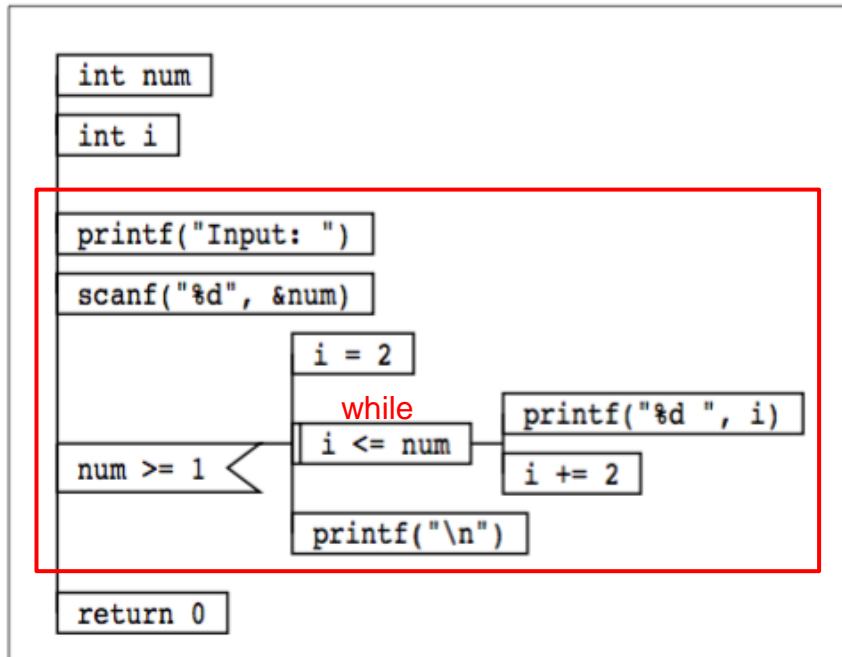 int num
int i
printf("Input: ")
scanf("%d", &num)
num >= 1
i = 2
while
i <= num
printf("%d ", i)
i += 2
printf("\n")
return 0